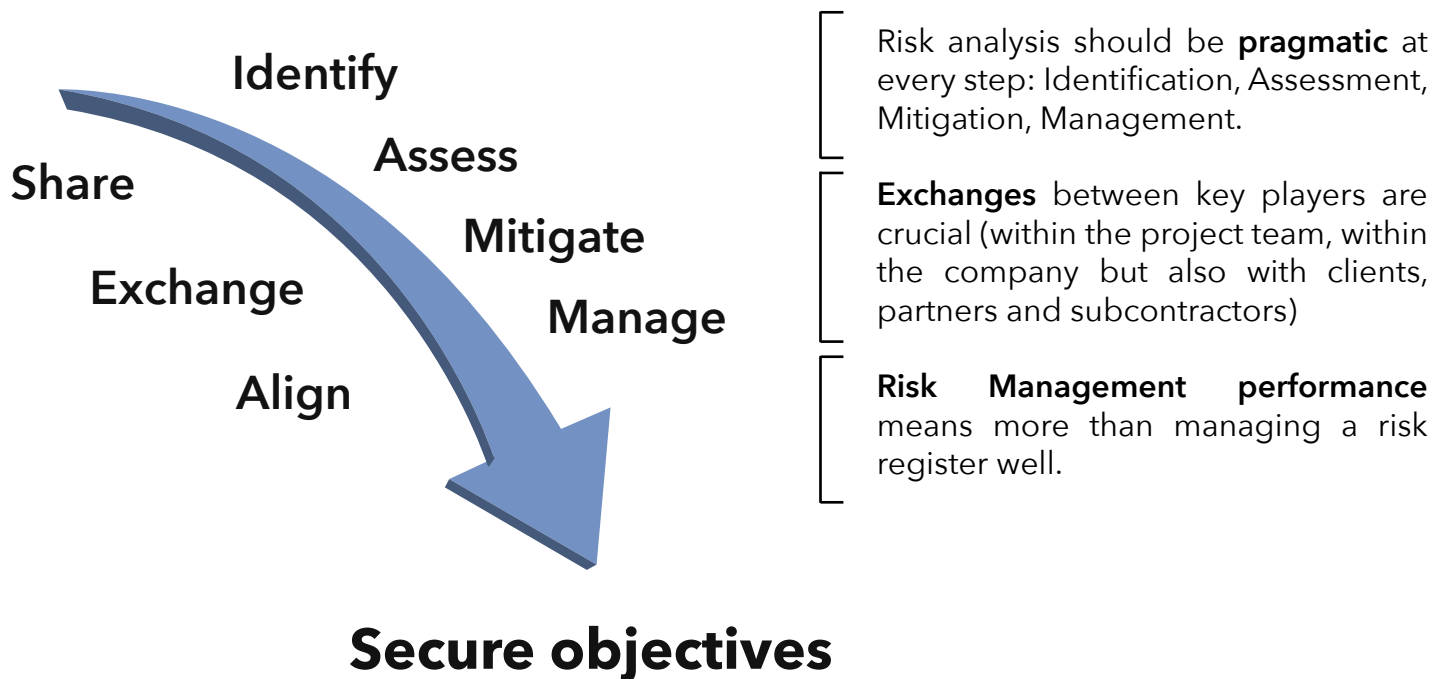 Identify
Assess
Share
Mitigate
Exchange
Manage
Align
Secure objectives
Risk analysis should be pragmatic at
every step: Identification, Assessment,
Mitigation, Management.
Exchanges between key players are
crucial (within the project team, within
the company but also with clients,
partners and subcontractors)
Risk Management performance
means more than managing a risk
register well.